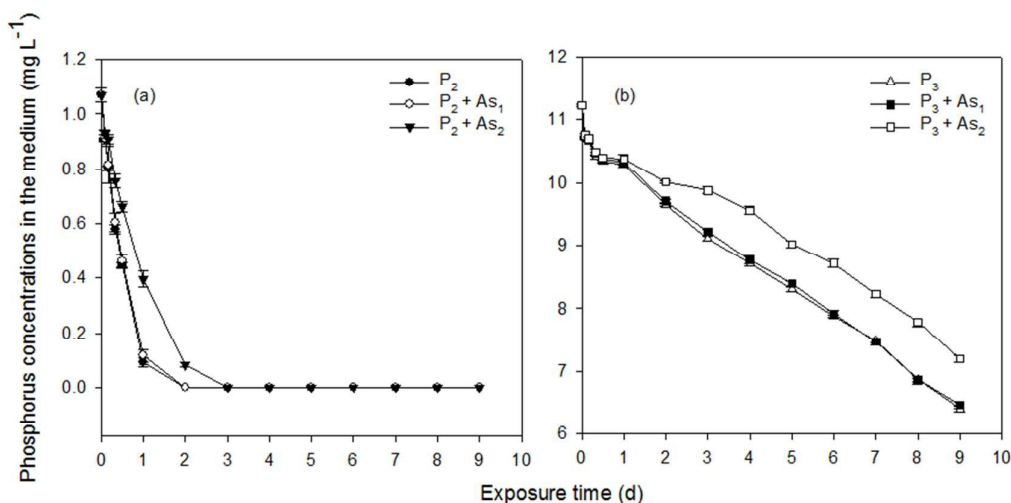 Phosphorus concentrations in the medium (mg L-1)
1.2
1.0
0.8
0.6
0.4
0.2
0.0
(a)
P2
P2 + As1
P2 + As2
0 1 2 3 4 5 6 7 8 9 10
12
11
10
9
8
7
6
(b)
P3
P3 + As1
P3 + As2
0 1 2 3 4 5 6 7 8 9 10
Exposure time (d)